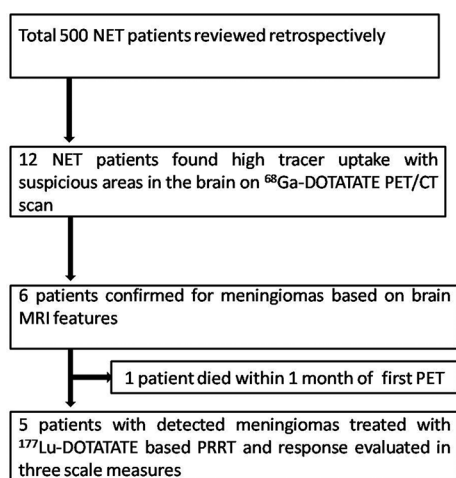 Total 500 NET patients reviewed retrospectively
12 NET patients found high tracer uptake with
suspicious areas in the brain on ⁶⁸Ga-DOTATATE PET/CT
scan
6 patients confirmed for meningiomas based on brain
MRI features
1 patient died within 1 month of first PET
5 patients with detected meningiomas treated with
¹⁷⁷Lu-DOTATATE based PRRT and response evaluated in
three scale measures